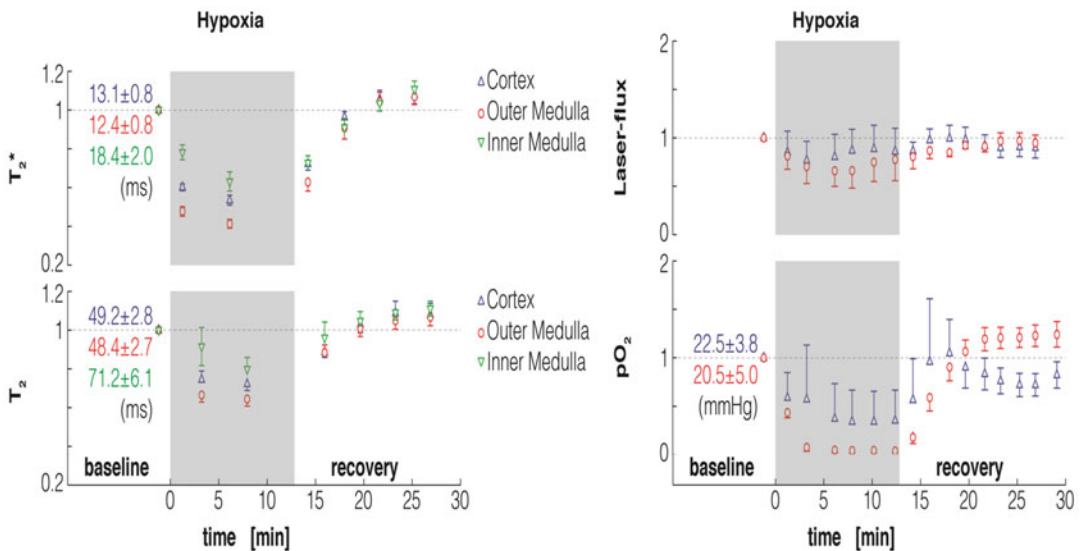 Hypoxia
1.2
1
0.2
T2*
13.1±0.8
12.4±0.8
18.4±2.0
(ms)
Cortex
Outer Medulla
Inner Medulla
1.2
1
0.2
T2
49.2±2.8
48.4±2.7
71.2±6.1
(ms)
Cortex
Outer Medulla
Inner Medulla
baseline
recovery
0 5 10 15 20 25 30
time [min]
Hypoxia
2
1
0
Laser-flux
Cortex
Outer Medulla
2
1
0
pO2
22.5±3.8
20.5±5.0
(mmHg)
baseline
recovery
0 5 10 15 20 25 30
time [min]